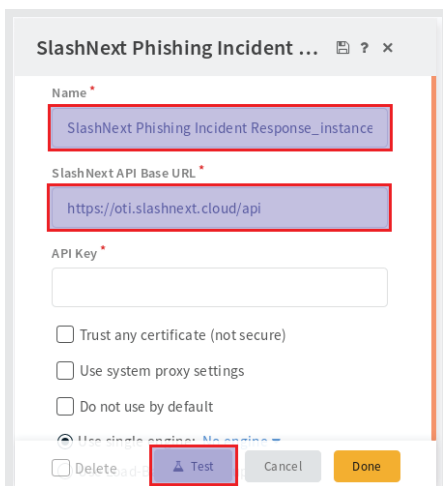 SlashNext Phishing Incident ... ?
Name *
SlashNext Phishing Incident Response_instance
SlashNext API Base URL *
https://oti.slashnext.cloud/api
API Key *
Trust any certificate (not secure)
Use system proxy settings
Do not use by default
Use single engine: No engine
Delete Test Cancel Done